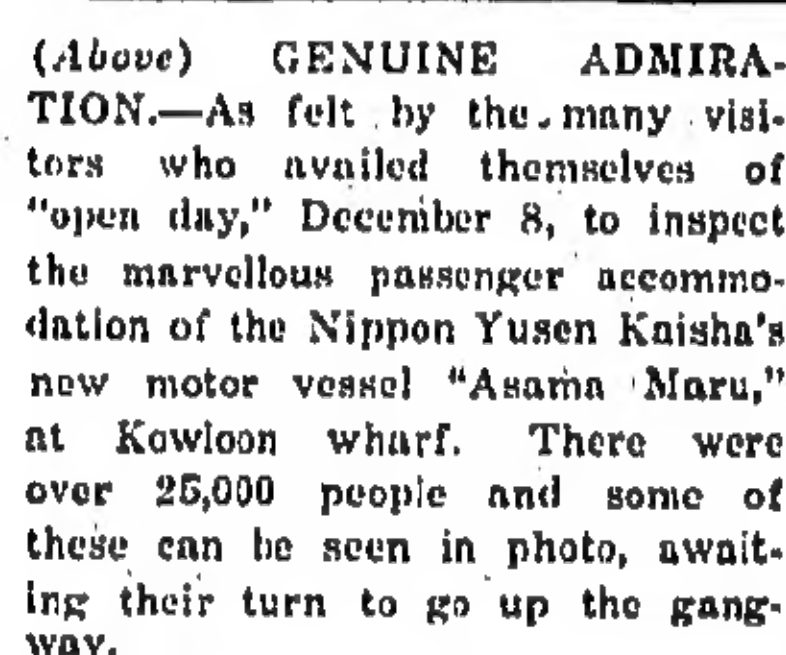 (Above) GENUINE ADMIRA-
TION.—As felt by the many visi-
tors who availed themselves of
"open day," December 8, to inspect
the marvellous passenger accommo-
dation of the Nippon Yusen Kaisha's
new motor vessel "Asama Maru,"
at Kowloon wharf. There were
over 25,000 people and some of
these can be seen in photo, await-
ing their turn to go up the gang-
way.